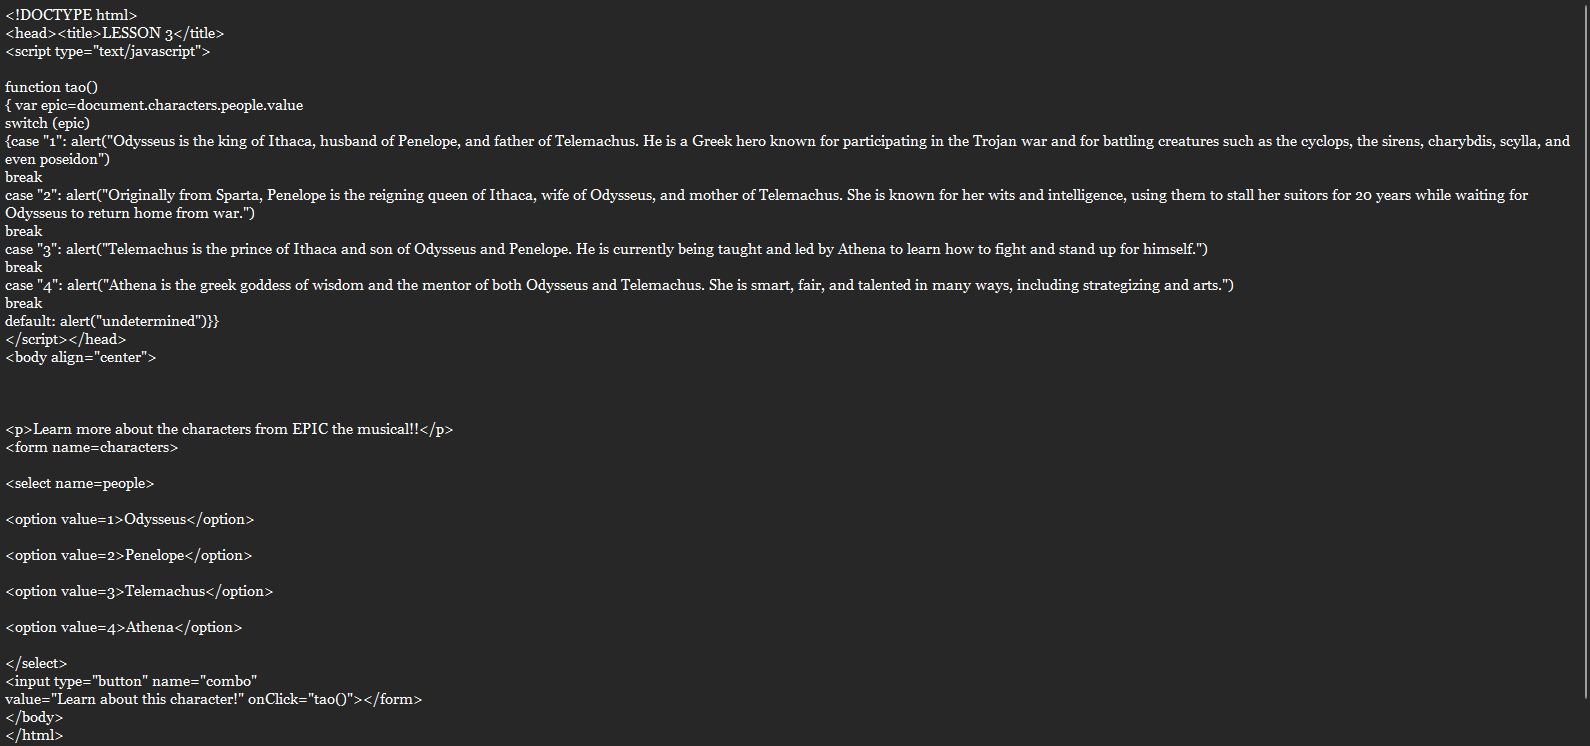 <!DOCTYPE html>
<head><title>LESSON 3</title>
<script type="text/javascript">
function tao()
{ var epic=document.characters.people.value
switch (epic)
{case "1": alert("Odysseus is the king of Ithaca, husband of Penelope, and father of Telemachus. He is a Greek hero known for participating in the Trojan war and for battling creatures such as the cyclops, the sirens, charybdis, scylla, and
even poseidon")
break
case "2": alert("Originally from Sparta, Penelope is the reigning queen of Ithaca, wife of Odysseus, and mother of Telemachus. She is known for her wits and intelligence, using them to stall her suitors for 20 years while waiting for
Odysseus to return home from war.")
break
case "3": alert("Telemachus is the prince of Ithaca and son of Odysseus and Penelope. He is currently being taught and led by Athena to learn how to fight and stand up for himself.")
break
case "4": alert("Athena is the greek goddess of wisdom and the mentor of both Odysseus and Telemachus. She is smart, fair, and talented in many ways, including strategizing and arts.")
break
default: alert("undetermined")}}
</script></head>
<body align="center">
<p>Learn more about the characters from EPIC the musical!!</p>
<form name=characters>
<select name=people>
<option value=1>Odysseus</option>
<option value=2>Penelope</option>
<option value=3>Telemachus</option>
<option value=4>Athena</option>
</select>
<input type="button" name="combo"
value="Learn about this character!" onClick="tao()"></form>
</body>
</html>